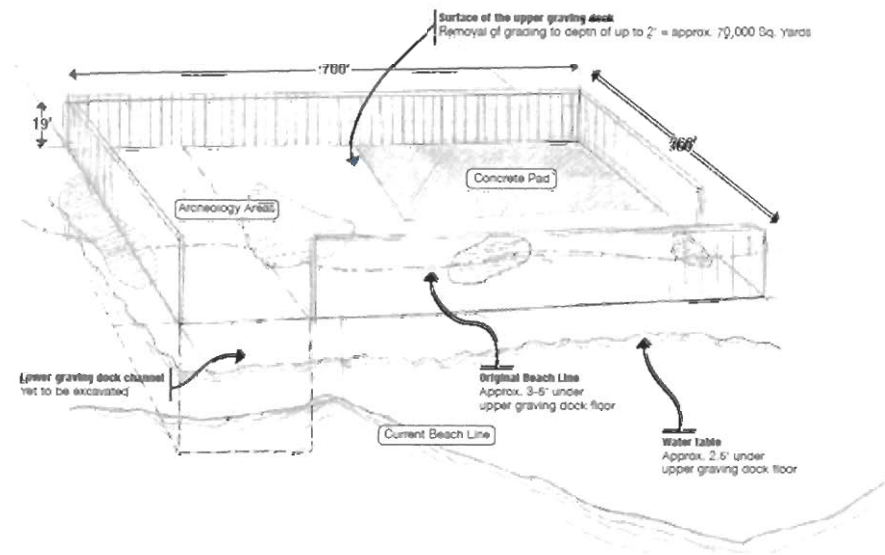 Surface of the upper graving dock
Removal of grading to depth of up to 2' = approx. 70,000 Sq. Yards
700'
19'
360'
Concrete Pad
Archeology Areas
Lower graving dock channel
Yet to be excavated
Original Beach Line
Approx. 3-5' under
upper graving dock floor
Current Beach Line
Water table
Approx. 2.5' under
upper graving dock floor